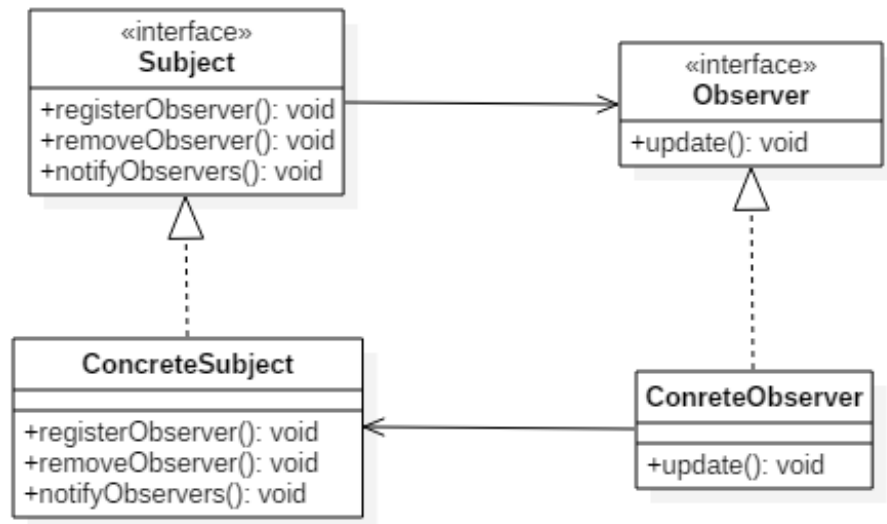 «interface»
Subject
+registerObserver(): void
+removeObserver(): void
+notifyObservers(): void
«interface»
Observer
+update(): void
ConcreteSubject
+registerObserver(): void
+removeObserver(): void
+notifyObservers(): void
ConreteObserver
+update(): void